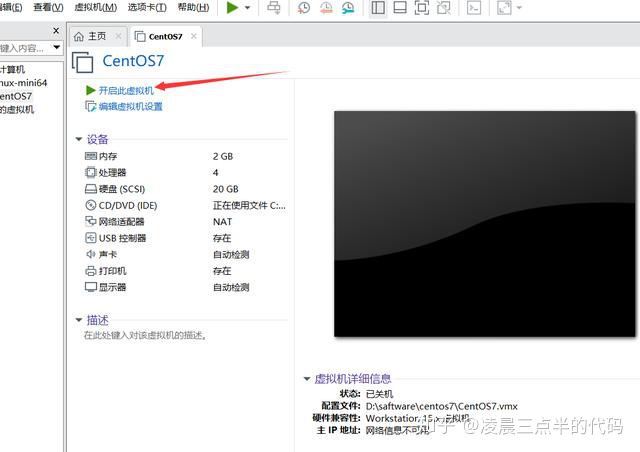 编辑(E) 查看(V) 虚拟机(M) 选项卡(T) 帮助(H)
键入内容...
计算机
nux-mini64
entOS7
的虚拟机
主页 CentOS7
CentOS7
开启此虚拟机
编辑虚拟机设置
设备
内存 2 GB
处理器 4
硬盘 (SCSI) 20 GB
CD/DVD (IDE) 正在使用文件 C:...
网络适配器 NAT
USB 控制器 存在
声卡 自动检测
打印机 存在
显示器 自动检测
描述
在此处键入对该虚拟机的描述。
虚拟机详细信息
状态: 已关机
配置文件: D:\saftware\centos7\CentOS7.vmx
硬件兼容性: Workstation 15.x 虚拟机
主 IP 地址: 网络信息不可用
知乎 @凌晨三点半的代码